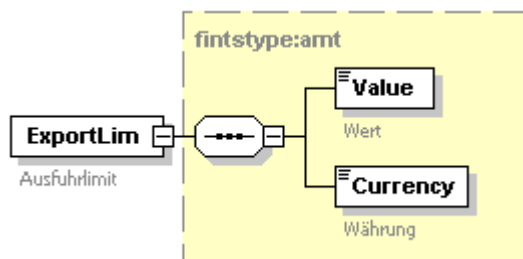 fintstype:amt
Value
Wert
ExportLim
Ausfuhrlimit
Currency
Währung